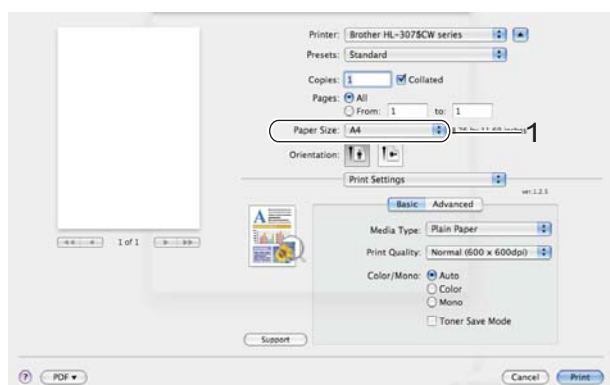 Printer: Brother HL-3075CW series
Presets: Standard
Copies: 1 Collated
Pages: All
From: 1 to: 1
Paper Size: A4 1
Orientation:
Print Settings
ver.1.2.5
Basic Advanced
Media Type: Plain Paper
1 of 1
Print Quality: Normal (600 x 600dpi)
Color/Mono: Auto
Color
Mono
Toner Save Mode
Support
? PDF Cancel Print